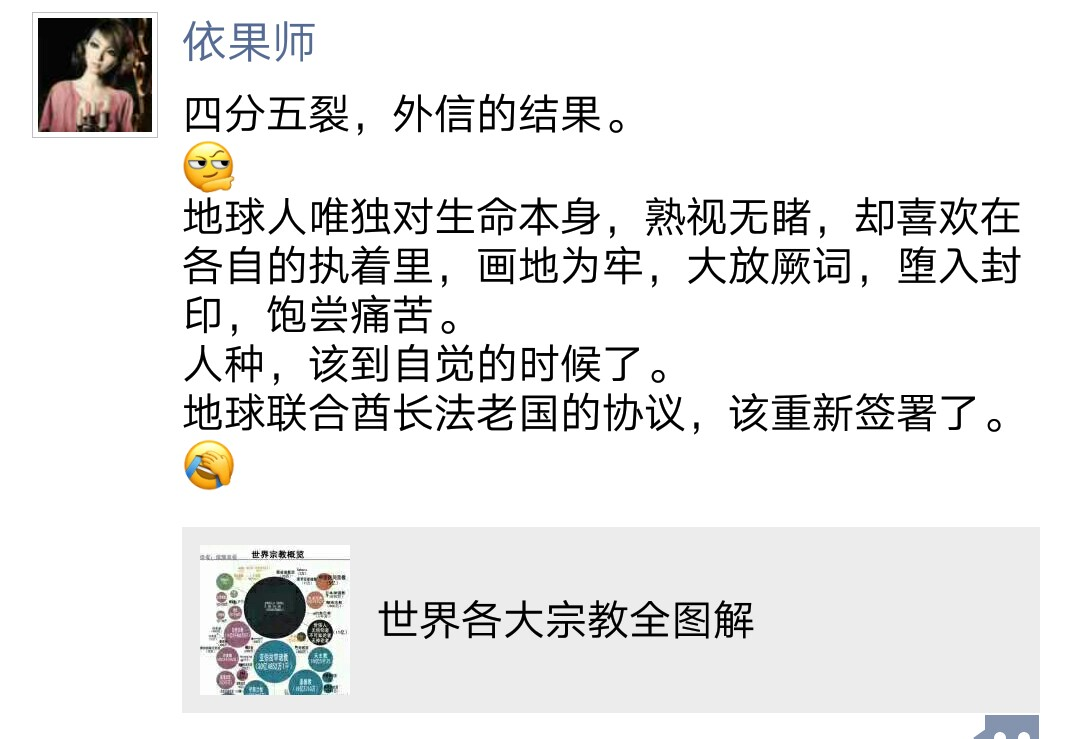 依果师
四分五裂，外信的结果。
地球人唯独对生命本身，熟视无睹，却喜欢在
各自的执着里，画地为牢，大放厥词，堕入封
印，饱尝痛苦。
人种，该到自觉的时候了。
地球联合酋长法老国的协议，该重新签署了。
世界宗教概览
世界各大宗教全图解